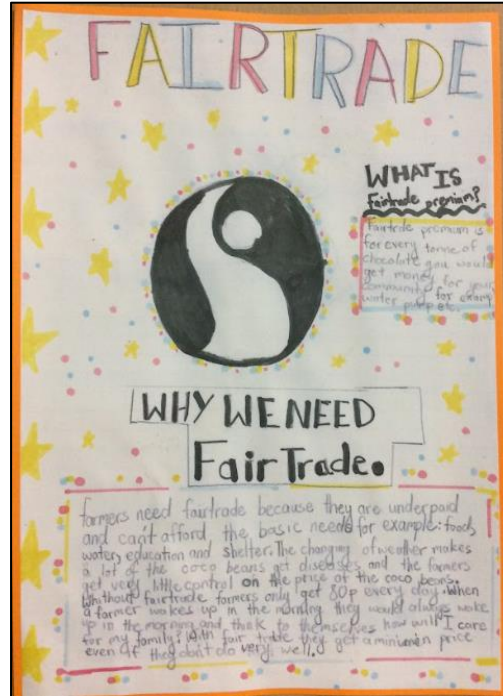 FAIRTRADE
WHAT IS
fairtrade premium?
Fairtrade premium is
for every tonne of
chocolate you would
get money for your
community for
water pump etc.
WHY WE NEED
FairTrade.
farmers need fairtrade because they are underpaid
and can't afford the basic needs for example: food,
water, education and shelter. The changing of weather makes
a lot of the coco beans get diseases and the farmers
get very little control on the price of the coco beans.
Whithout fairtrade farmers only get 80p every day. When
a farmer wakes up in the morning they would always wake
up in the morning and think to themselves how will I care
for my family? With fair trade they get a price
even if they don't do very well.